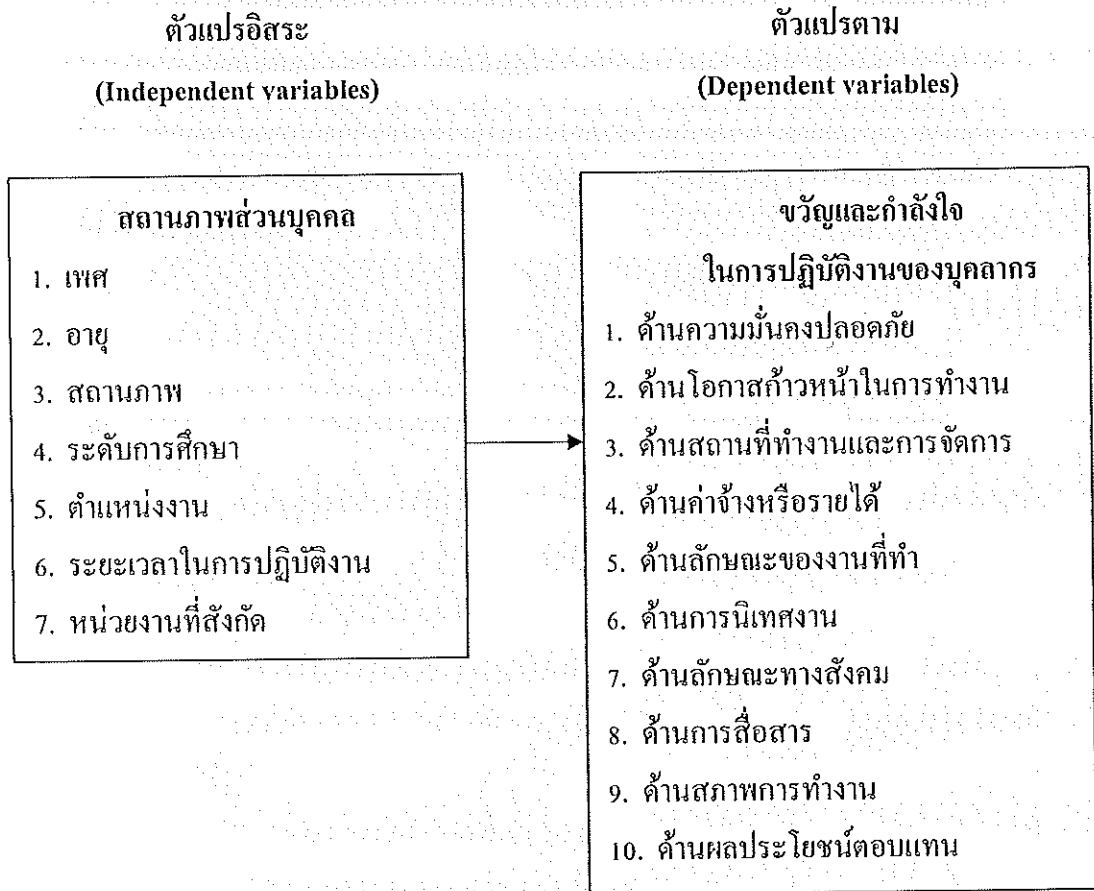 ตัวแปรอิสระ
(Independent variables)
ตัวแปรตาม
(Dependent variables)
สถานภาพส่วนบุคคล
1. เพศ
2. อายุ
3. สถานภาพ
4. ระดับการศึกษา
5. ตำแหน่งงาน
6. ระยะเวลาในการปฏิบัติงาน
7. หน่วยงานที่สังกัด
ขวัญและกำลังใจ
ในการปฏิบัติงานของบุคลากร
1. ด้านความมั่นคงปลอดภัย
2. ด้านโอกาสก้าวหน้าในการทำงาน
3. ด้านสถานที่ทำงานและการจัดการ
4. ด้านค่าจ้างหรือรายได้
5. ด้านลักษณะของงานที่ทำ
6. ด้านการนิเทศงาน
7. ด้านลักษณะทางสังคม
8. ด้านการสื่อสาร
9. ด้านสภาพการทำงาน
10. ด้านผลประโยชน์ตอบแทน